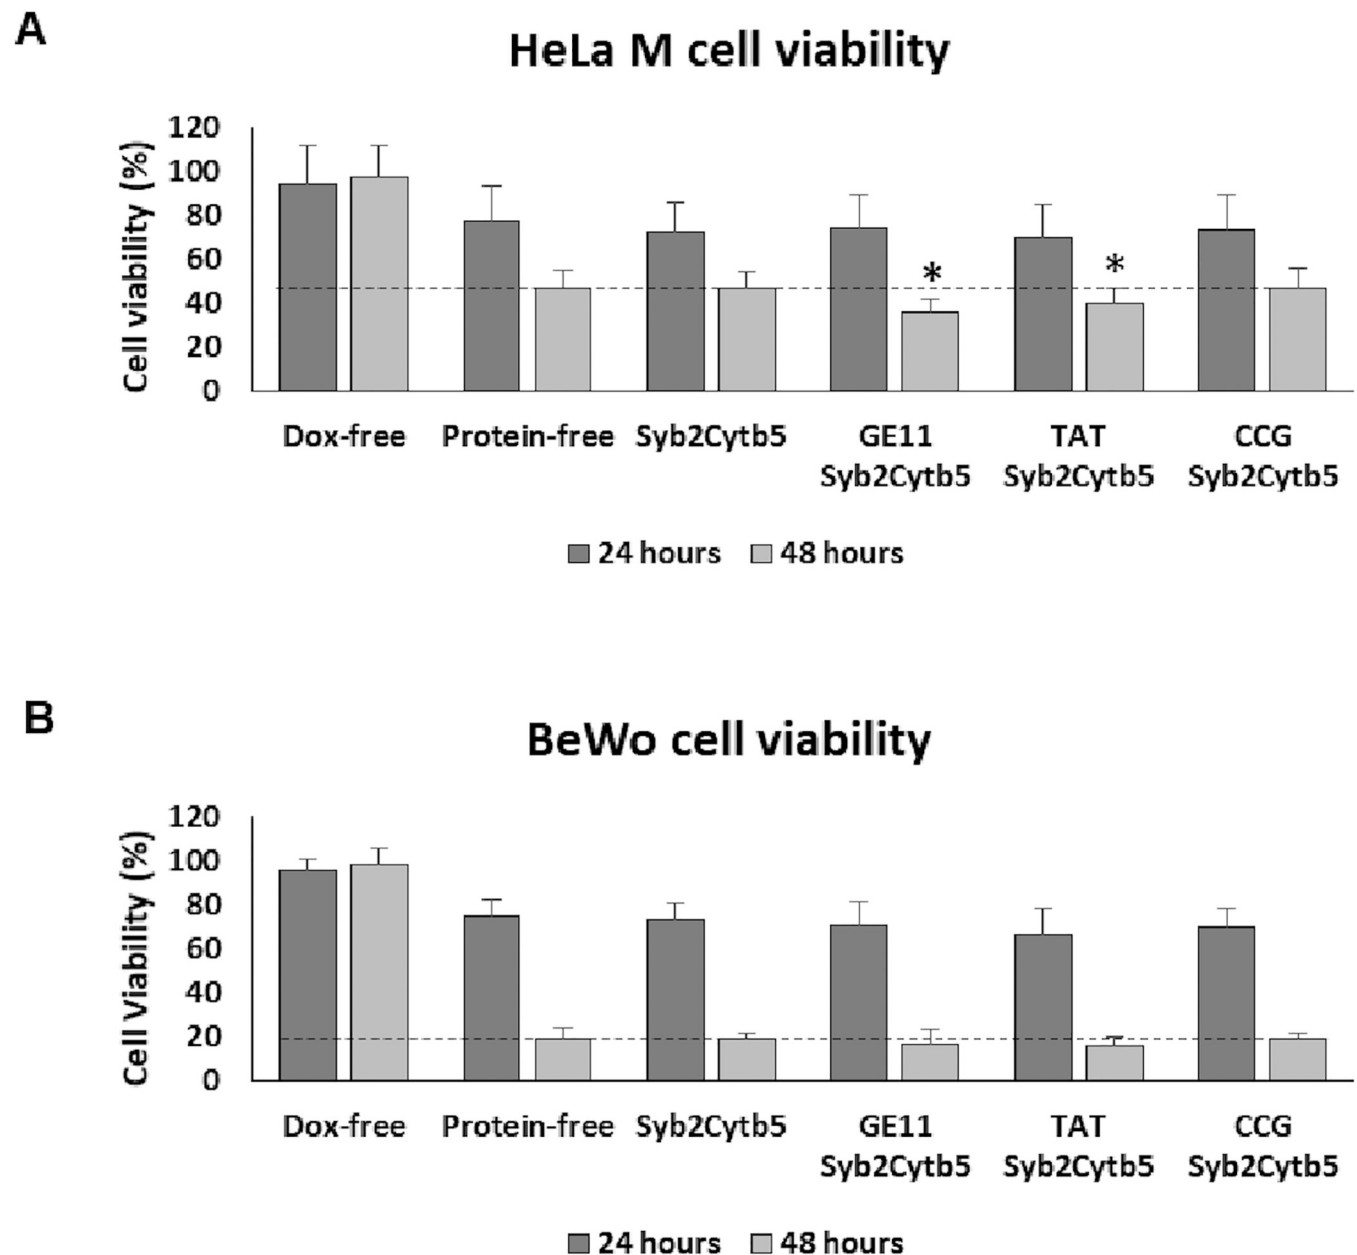 A
HeLa M cell viability
120
100
80
60
40
20
0
Cell viability (%)
*
*
Dox-free Protein-free Syb2Cytb5 GE11 TAT CCG
Syb2Cytb5 Syb2Cytb5 Syb2Cytb5
24 hours 48 hours
B
BeWo cell viability
120
100
80
60
40
20
0
Cell Viability (%)
Dox-free Protein-free Syb2Cytb5 GE11 TAT CCG
Syb2Cytb5 Syb2Cytb5 Syb2Cytb5
24 hours 48 hours